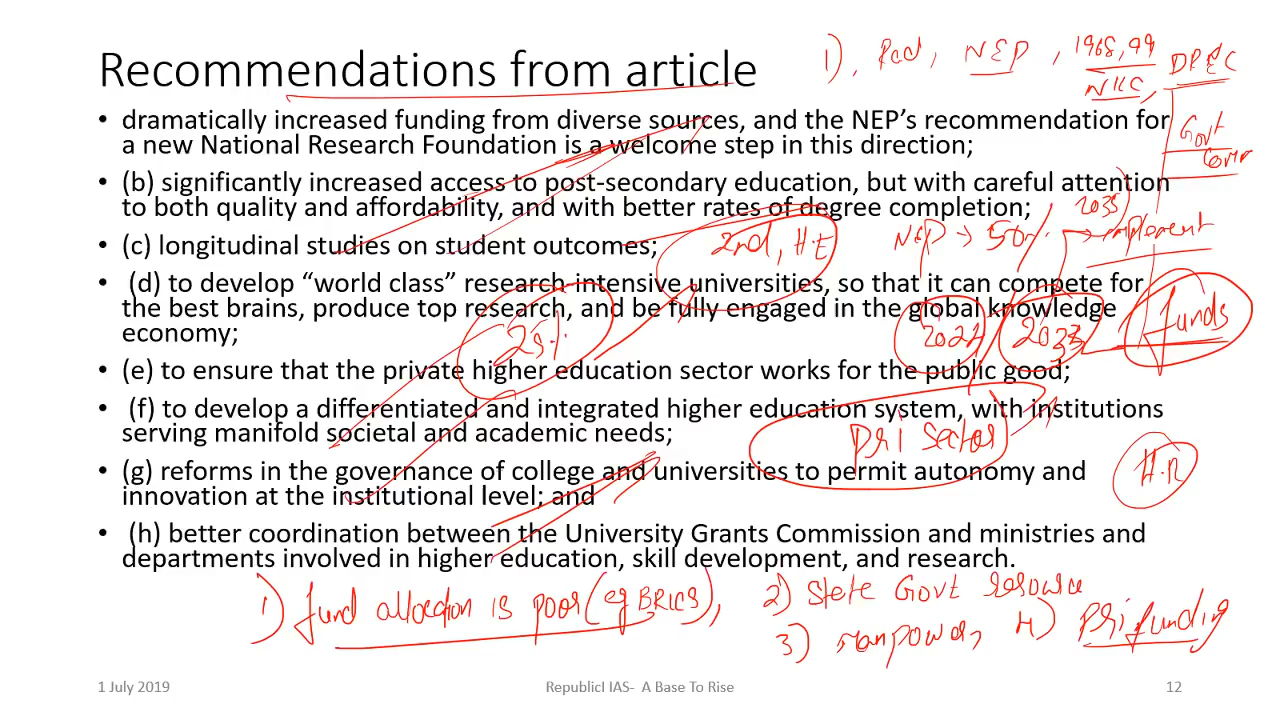 Recommendations from article
1), Red, NEP, 1968, 99
NKC, DPEC
Govt
Comm
• dramatically increased funding from diverse sources, and the NEP's recommendation for
a new National Research Foundation is a welcome step in this direction;
• (b) significantly increased access to post-secondary education, but with careful attention
to both quality and affordability, and with better rates of degree completion;
2035
• (c) longitudinal studies on student outcomes;
2nd, H.E
NEP → 50% → implement
• (d) to develop “world class” research-intensive universities, so that it can compete for
the best brains, produce top research, and be fully engaged in the global knowledge
economy;
25%
funds
• (e) to ensure that the private higher education sector works for the public good;
• (f) to develop a differentiated and integrated higher education system, with institutions
serving manifold societal and academic needs;
Pri sector
• (g) reforms in the governance of college and universities to permit autonomy and
innovation at the institutional level; and
H.R
• (h) better coordination between the University Grants Commission and ministries and
departments involved in higher education, skill development, and research.
1) fund allocation is poor (eg BRICS),
2) State Govt resource
3) manpower, 4) Pri funding
1 July 2019
RepublicI IAS- A Base To Rise
12